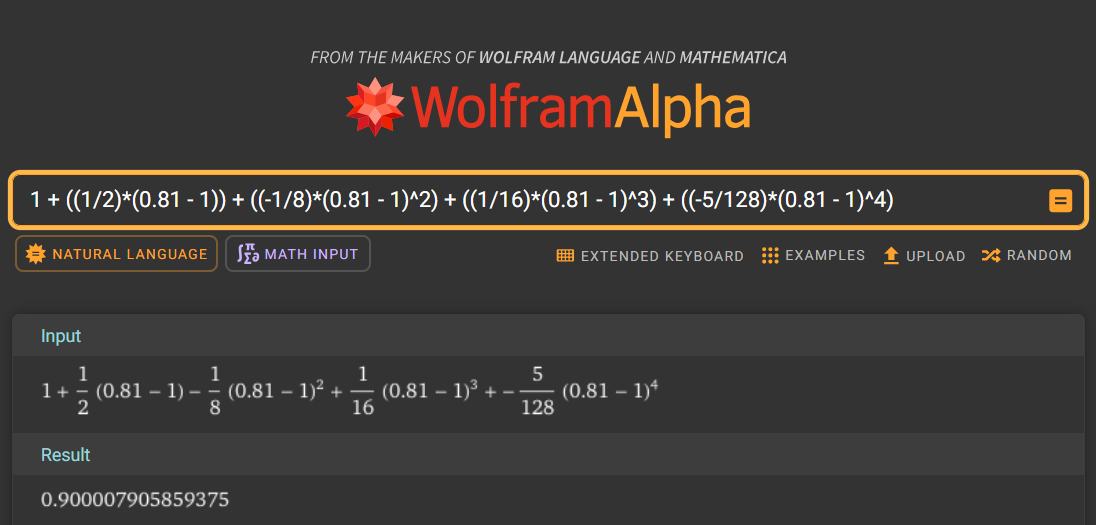 FROM THE MAKERS OF WOLFRAM LANGUAGE AND MATHEMATICA
WolframAlpha
1 + ((1/2)*(0.81 - 1)) + ((-1/8)*(0.81 - 1)^2) + ((1/16)*(0.81 - 1)^3) + ((-5/128)*(0.81 - 1)^4)
=
NATURAL LANGUAGE
∫π Σ∂ MATH INPUT
EXTENDED KEYBOARD
EXAMPLES
UPLOAD
RANDOM
Input
1 + 1/2 (0.81 − 1) − 1/8 (0.81 − 1)² + 1/16 (0.81 − 1)³ + − 5/128 (0.81 − 1)⁴
Result
0.900007905859375